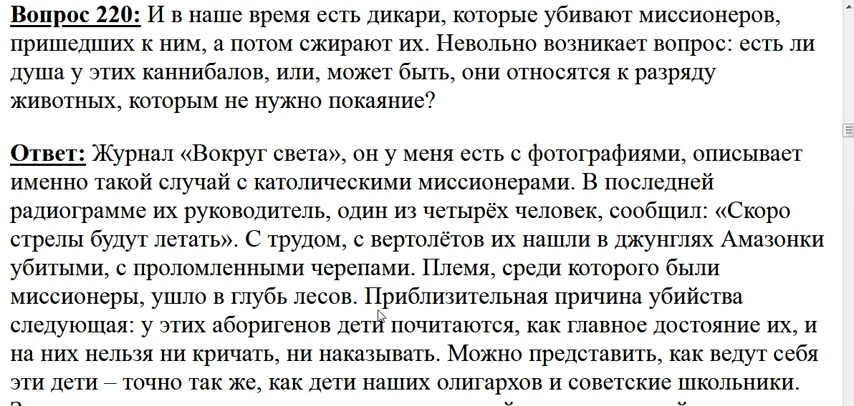 Вопрос 220: И в наше время есть дикари, которые убивают миссионеров,
пришедших к ним, а потом сжирают их. Невольно возникает вопрос: есть ли
душа у этих каннибалов, или, может быть, они относятся к разряду
животных, которым не нужно покаяние?
Ответ: Журнал «Вокруг света», он у меня есть с фотографиями, описывает
именно такой случай с католическими миссионерами. В последней
радиограмме их руководитель, один из четырёх человек, сообщил: «Скоро
стрелы будут летать». С трудом, с вертолётов их нашли в джунглях Амазонки
убитыми, с проломленными черепами. Племя, среди которого были
миссионеры, ушло в глубь лесов. Приблизительная причина убийства
следующая: у этих аборигенов дети почитаются, как главное достояние их, и
на них нельзя ни кричать, ни наказывать. Можно представить, как ведут себя
эти дети – точно так же, как дети наших олигархов и советские школьники.